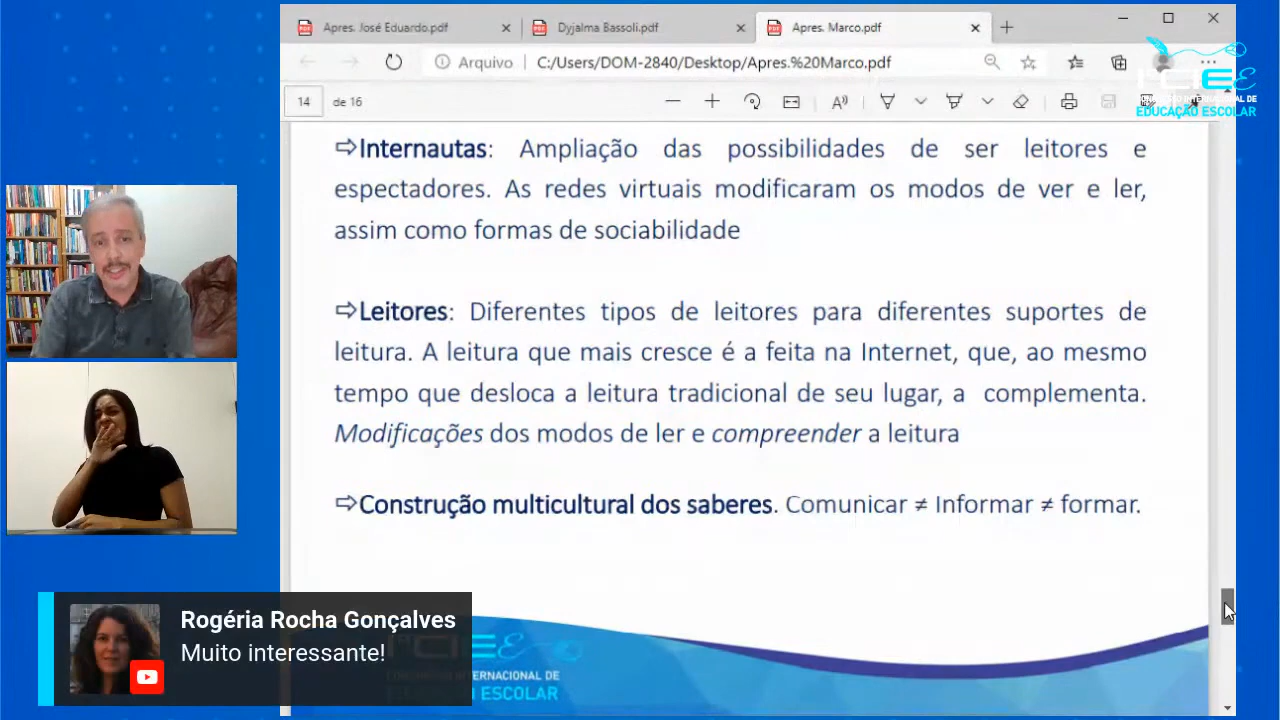 Apres. José Eduardo.pdf
Dyjalma Bassoli.pdf
Apres. Marco.pdf
Arquivo
C:/Users/DOM-2840/Desktop/Apres.%20Marco.pdf
14 de 16
EDUCAÇÃO ESCOLAR
⇨Internautas: Ampliação das possibilidades de ser leitores e
espectadores. As redes virtuais modificaram os modos de ver e ler,
assim como formas de sociabilidade
⇨Leitores: Diferentes tipos de leitores para diferentes suportes de
leitura. A leitura que mais cresce é a feita na Internet, que, ao mesmo
tempo que desloca a leitura tradicional de seu lugar, a complementa.
Modificações dos modos de ler e compreender a leitura
⇨Construção multicultural dos saberes. Comunicar ≠ Informar ≠ formar.
Rogéria Rocha Gonçalves
Muito interessante!
INTERNACIONAL DE
EDUCAÇÃO ESCOLAR